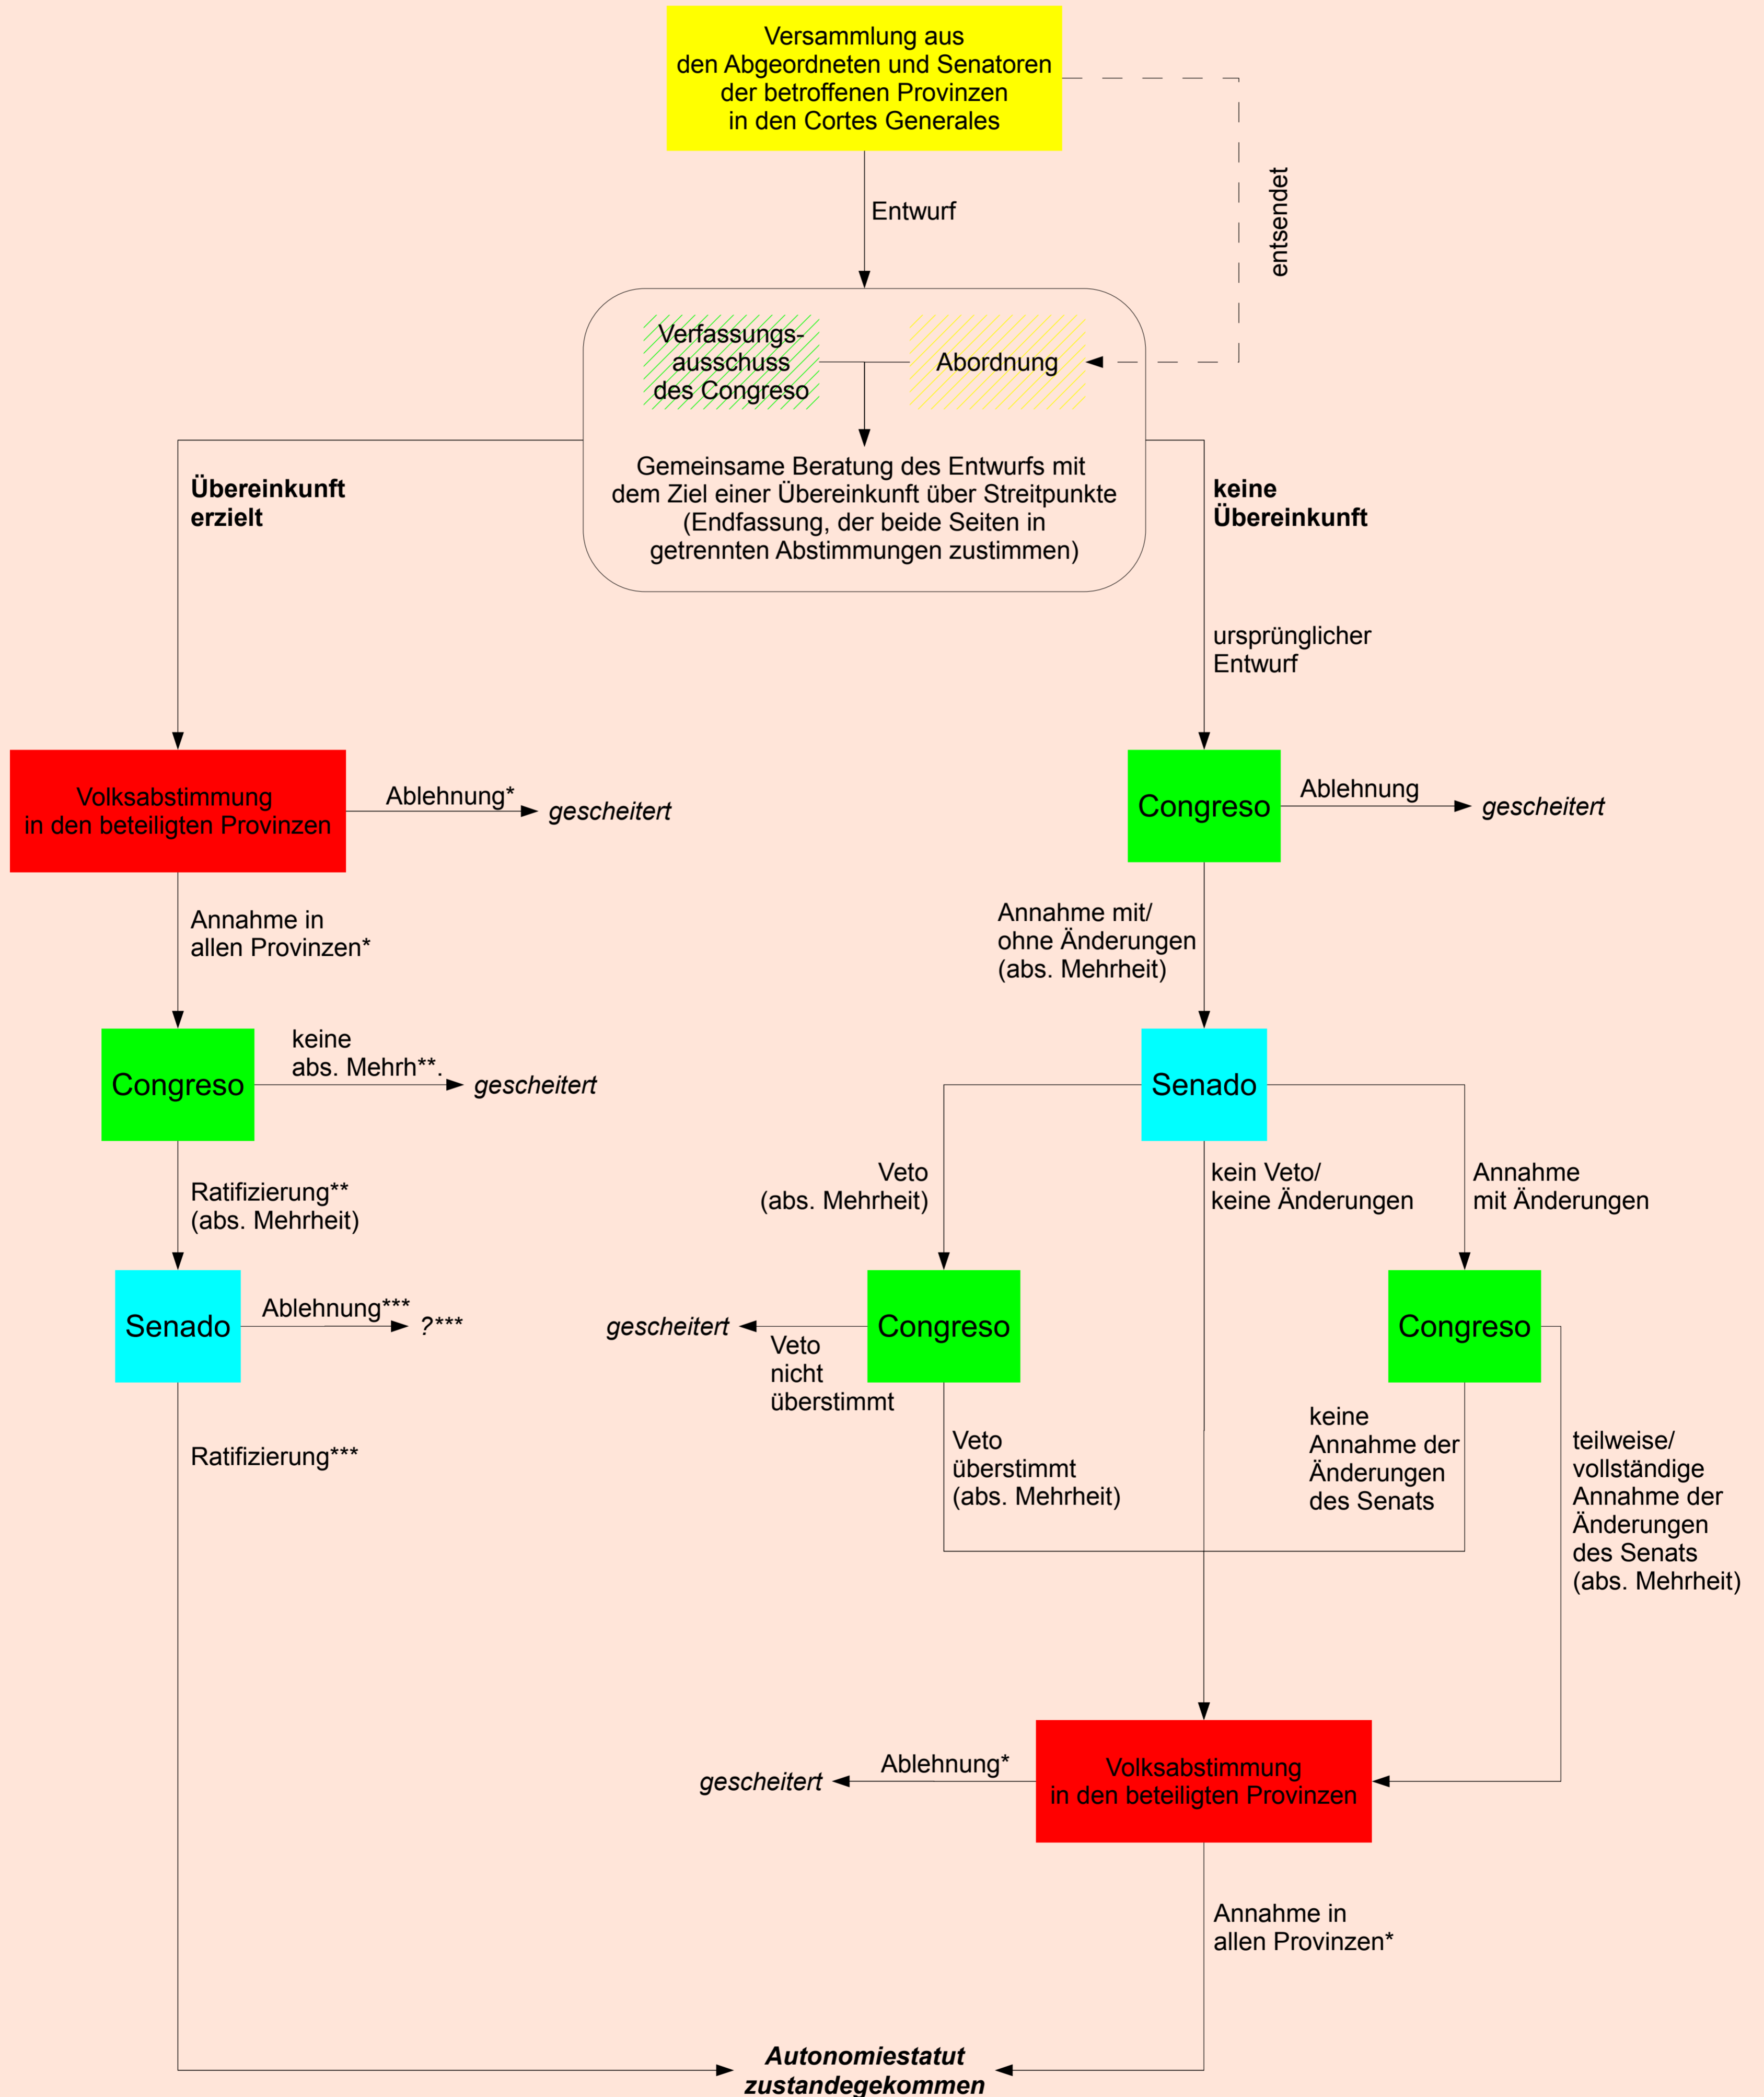 Versammlung aus
den Abgeordneten und Senatoren
der betroffenen Provinzen
in den Cortes Generales
entsendet
Entwurf
Verfassungs-
ausschuss
des Congreso
Abordnung
Gemeinsame Beratung des Entwurfs mit
dem Ziel einer Übereinkunft über Streitpunkte
(Endfassung, der beide Seiten in
getrennten Abstimmungen zustimmen)
Übereinkunft
erzielt
keine
Übereinkunft
ursprünglicher
Entwurf
Volksabstimmung
in den beteiligten Provinzen
Ablehnung*
gescheitert
Congreso
Ablehnung
gescheitert
Annahme in
allen Provinzen*
Annahme mit/
ohne Änderungen
(abs. Mehrheit)
Congreso
keine
abs. Mehrh**.
gescheitert
Senado
Ratifizierung**
(abs. Mehrheit)
Veto
(abs. Mehrheit)
kein Veto/
keine Änderungen
Annahme
mit Änderungen
Senado
Ablehnung***
?***
gescheitert
Veto
nicht
überstimmt
Congreso
Congreso
Ratifizierung***
Veto
überstimmt
(abs. Mehrheit)
keine
Annahme der
Änderungen
des Senats
teilweise/
vollständige
Annahme der
Änderungen
des Senats
(abs. Mehrheit)
gescheitert
Ablehnung*
Volksabstimmung
in den beteiligten Provinzen
Annahme in
allen Provinzen*
Autonomiestatut
zustandegekommen